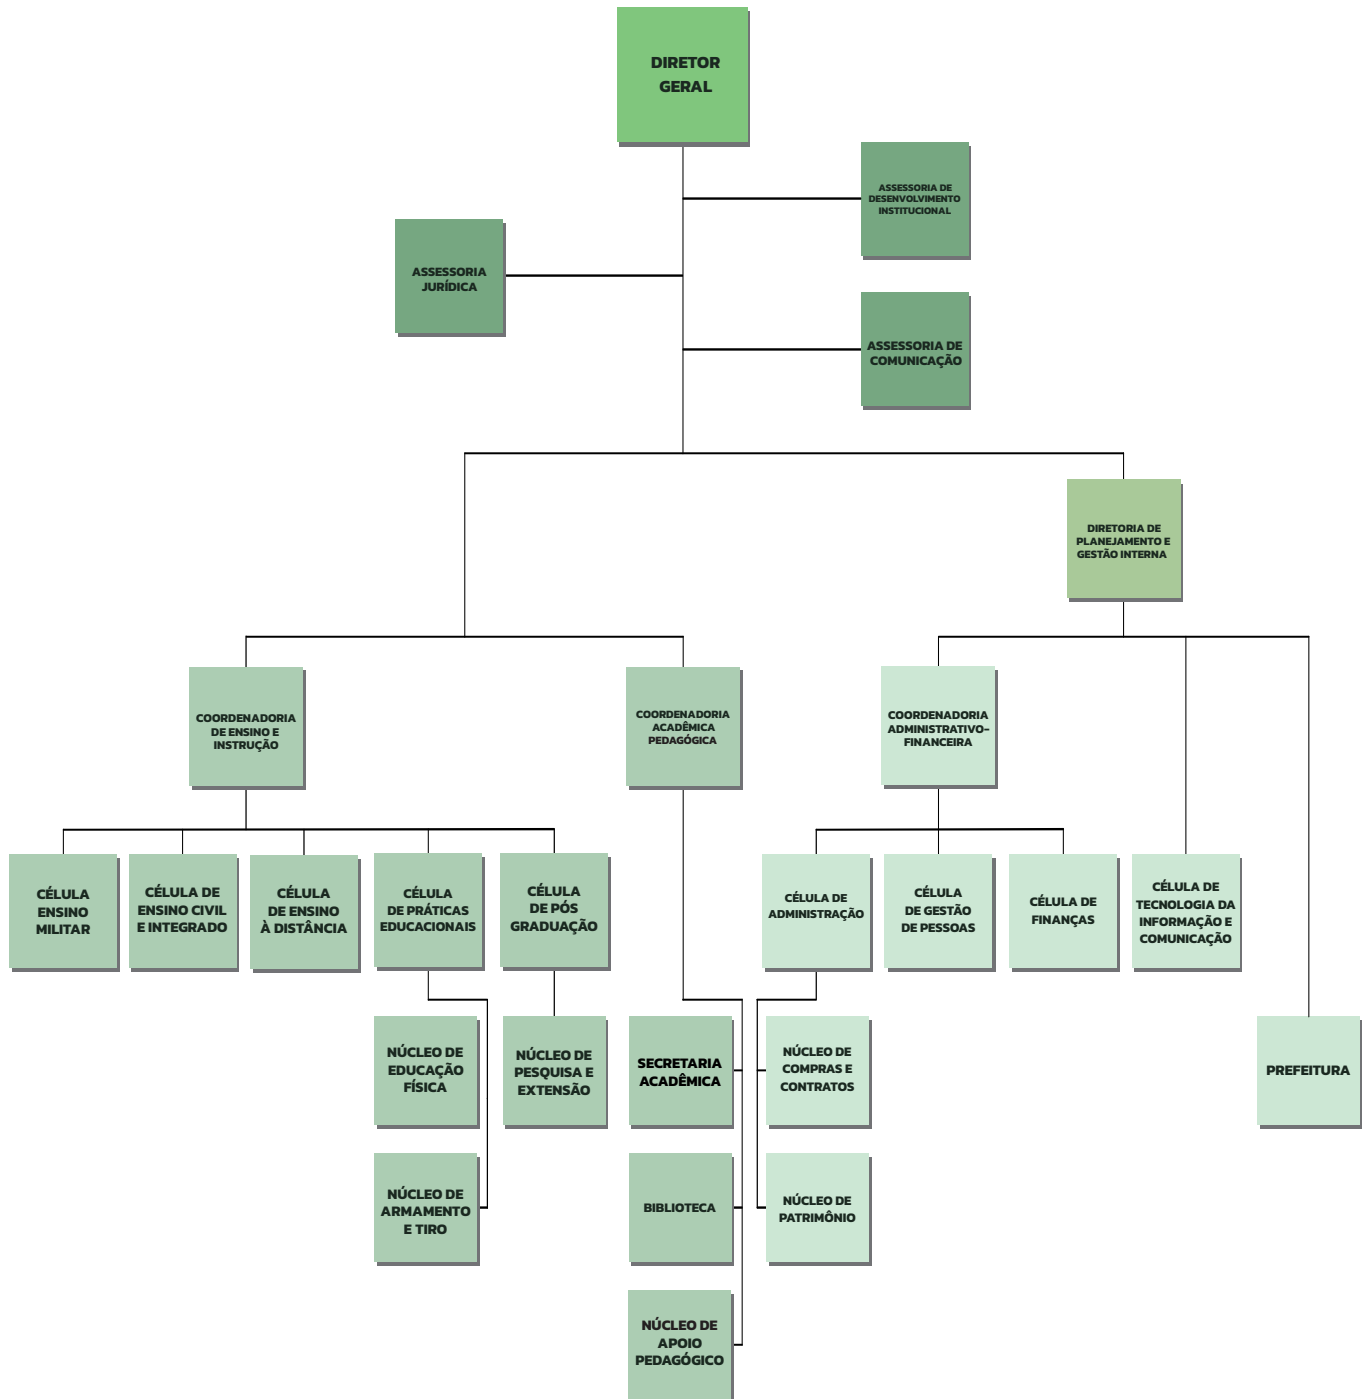 DIRETOR
GERAL
ASSESSORIA DE
DESENVOLVIMENTO
INSTITUCIONAL
ASSESSORIA
JURÍDICA
ASSESSORIA DE
COMUNICAÇÃO
DIRETORIA DE
PLANEJAMENTO E
GESTÃO INTERNA
COORDENADORIA
DE ENSINO E
INSTRUÇÃO
COORDENADORIA
ACADÊMICA
PEDAGÓGICA
COORDENADORIA
ADMINISTRATIVO-
FINANCEIRA
CÉLULA
ENSINO
MILITAR
CÉLULA DE
ENSINO CIVIL
E INTEGRADO
CÉLULA
DE ENSINO
À DISTÂNCIA
CÉLULA
DE PRÁTICAS
EDUCACIONAIS
CÉLULA
DE PÓS
GRADUAÇÃO
CÉLULA DE
ADMINISTRAÇÃO
CÉLULA
DE GESTÃO
DE PESSOAS
CÉLULA DE
FINANÇAS
CÉLULA DE
TECNOLOGIA DA
INFORMAÇÃO E
COMUNICAÇÃO
NÚCLEO DE
EDUCAÇÃO
FÍSICA
NÚCLEO DE
PESQUISA E
EXTENSÃO
SECRETARIA
ACADÊMICA
NÚCLEO DE
COMPRAS E
CONTRATOS
PREFEITURA
NÚCLEO DE
ARMAMENTO
E TIRO
BIBLIOTECA
NÚCLEO DE
PATRIMÔNIO
NÚCLEO DE
APOIO
PEDAGÓGICO